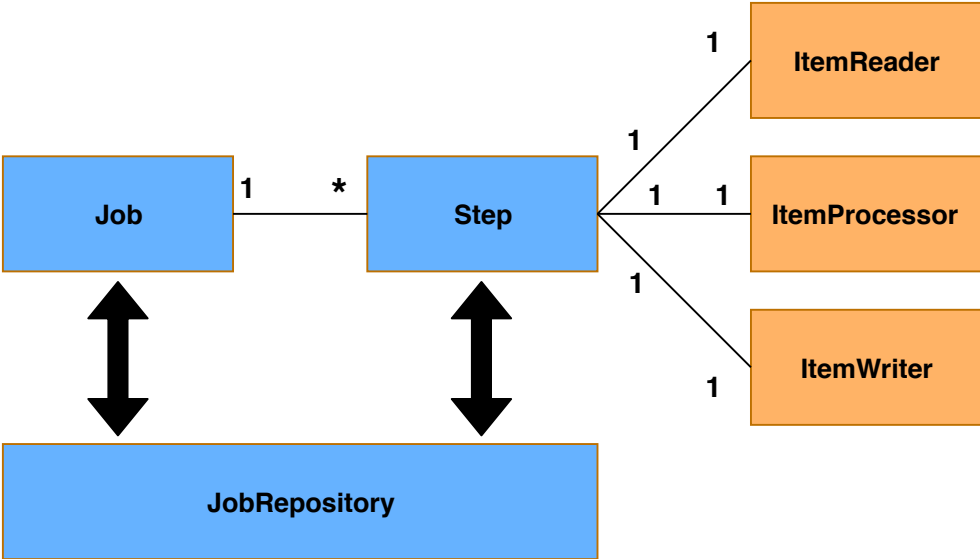 1
ItemReader
1
Job
1
*
Step
1
1
ItemProcessor
1
1
ItemWriter
JobRepository